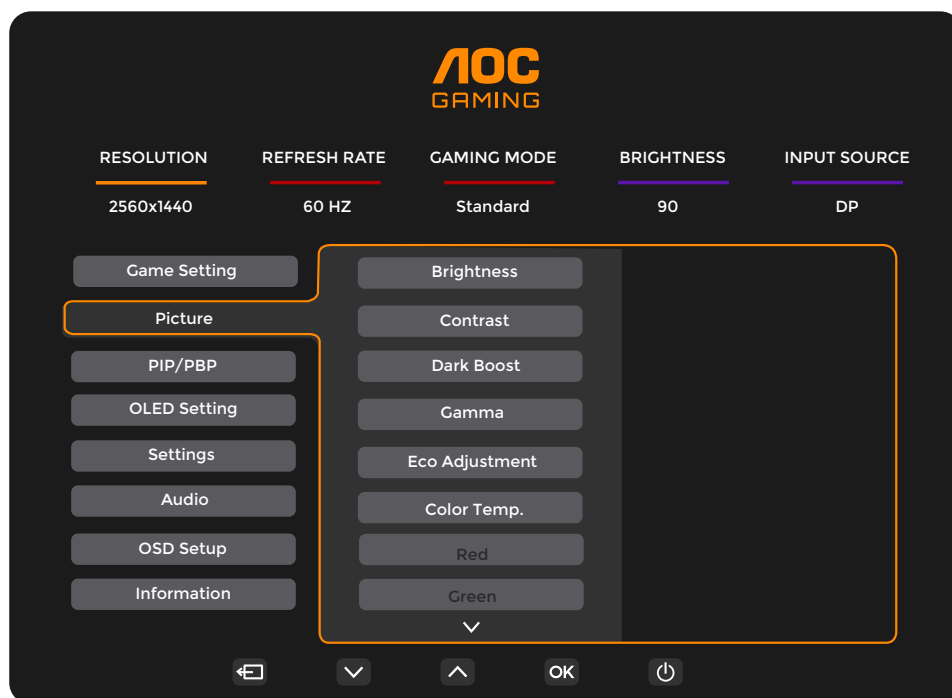 AOC
GAMING
RESOLUTION REFRESH RATE GAMING MODE BRIGHTNESS INPUT SOURCE
2560x1440 60 HZ Standard 90 DP
Game Setting
Picture
PIP/PBP
OLED Setting
Settings
Audio
OSD Setup
Information
Brightness
Contrast
Dark Boost
Gamma
Eco Adjustment
Color Temp.
Red
Green
OK